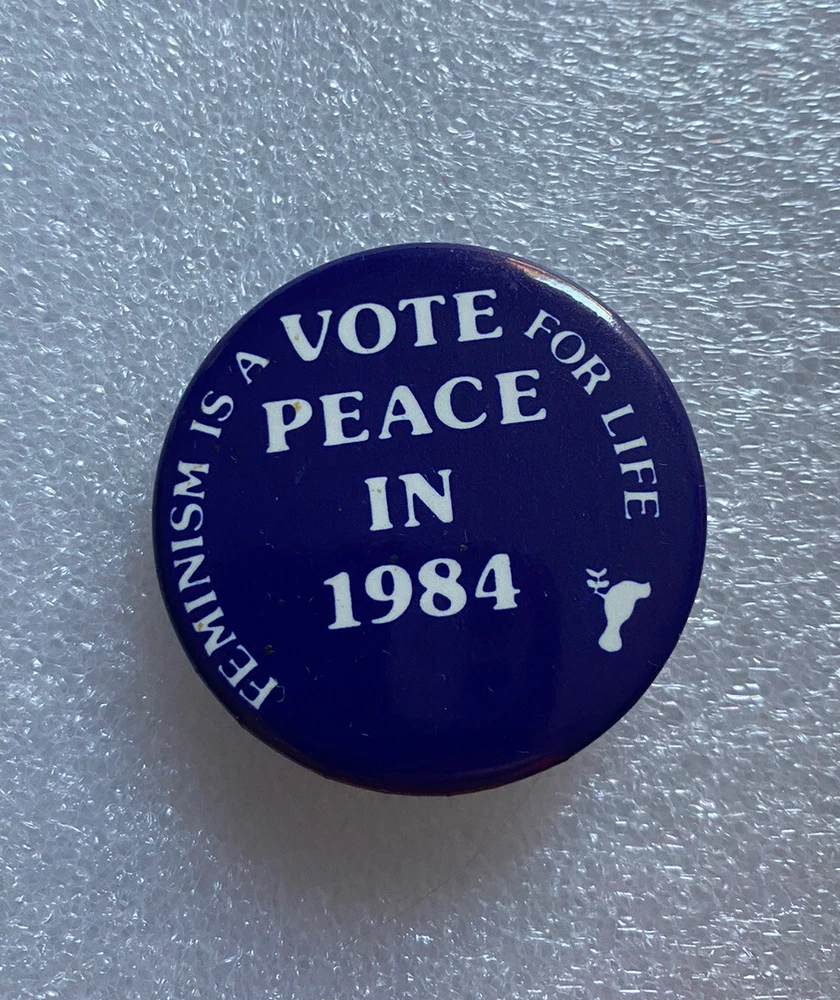 FEMINISM IS A VOTE FOR LIFE
PEACE
IN
1984